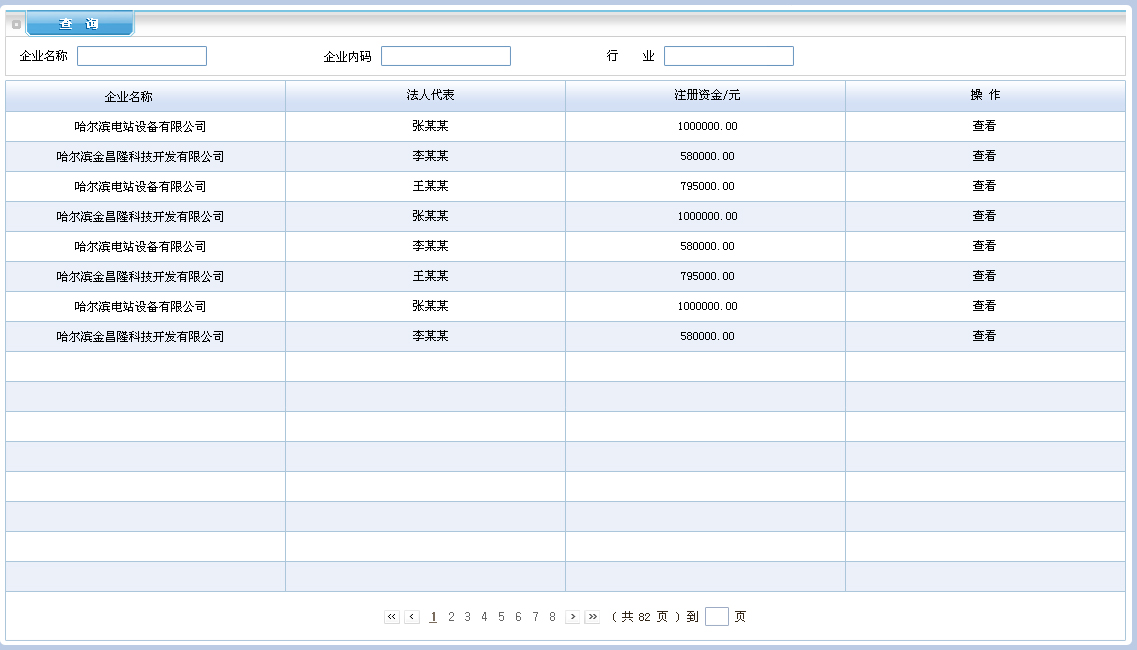 查 询
企业名称 企业内码 行 业
企业名称 法人代表 注册资金/元 操 作
哈尔滨电站设备有限公司 张某某 1000000.00 查看
哈尔滨金昌隆科技开发有限公司 李某某 580000.00 查看
哈尔滨电站设备有限公司 王某某 795000.00 查看
哈尔滨金昌隆科技开发有限公司 张某某 1000000.00 查看
哈尔滨电站设备有限公司 李某某 580000.00 查看
哈尔滨金昌隆科技开发有限公司 王某某 795000.00 查看
哈尔滨电站设备有限公司 张某某 1000000.00 查看
哈尔滨金昌隆科技开发有限公司 李某某 580000.00 查看
« ‹ 1 2 3 4 5 6 7 8 › » （ 共 82 页 ）到 页